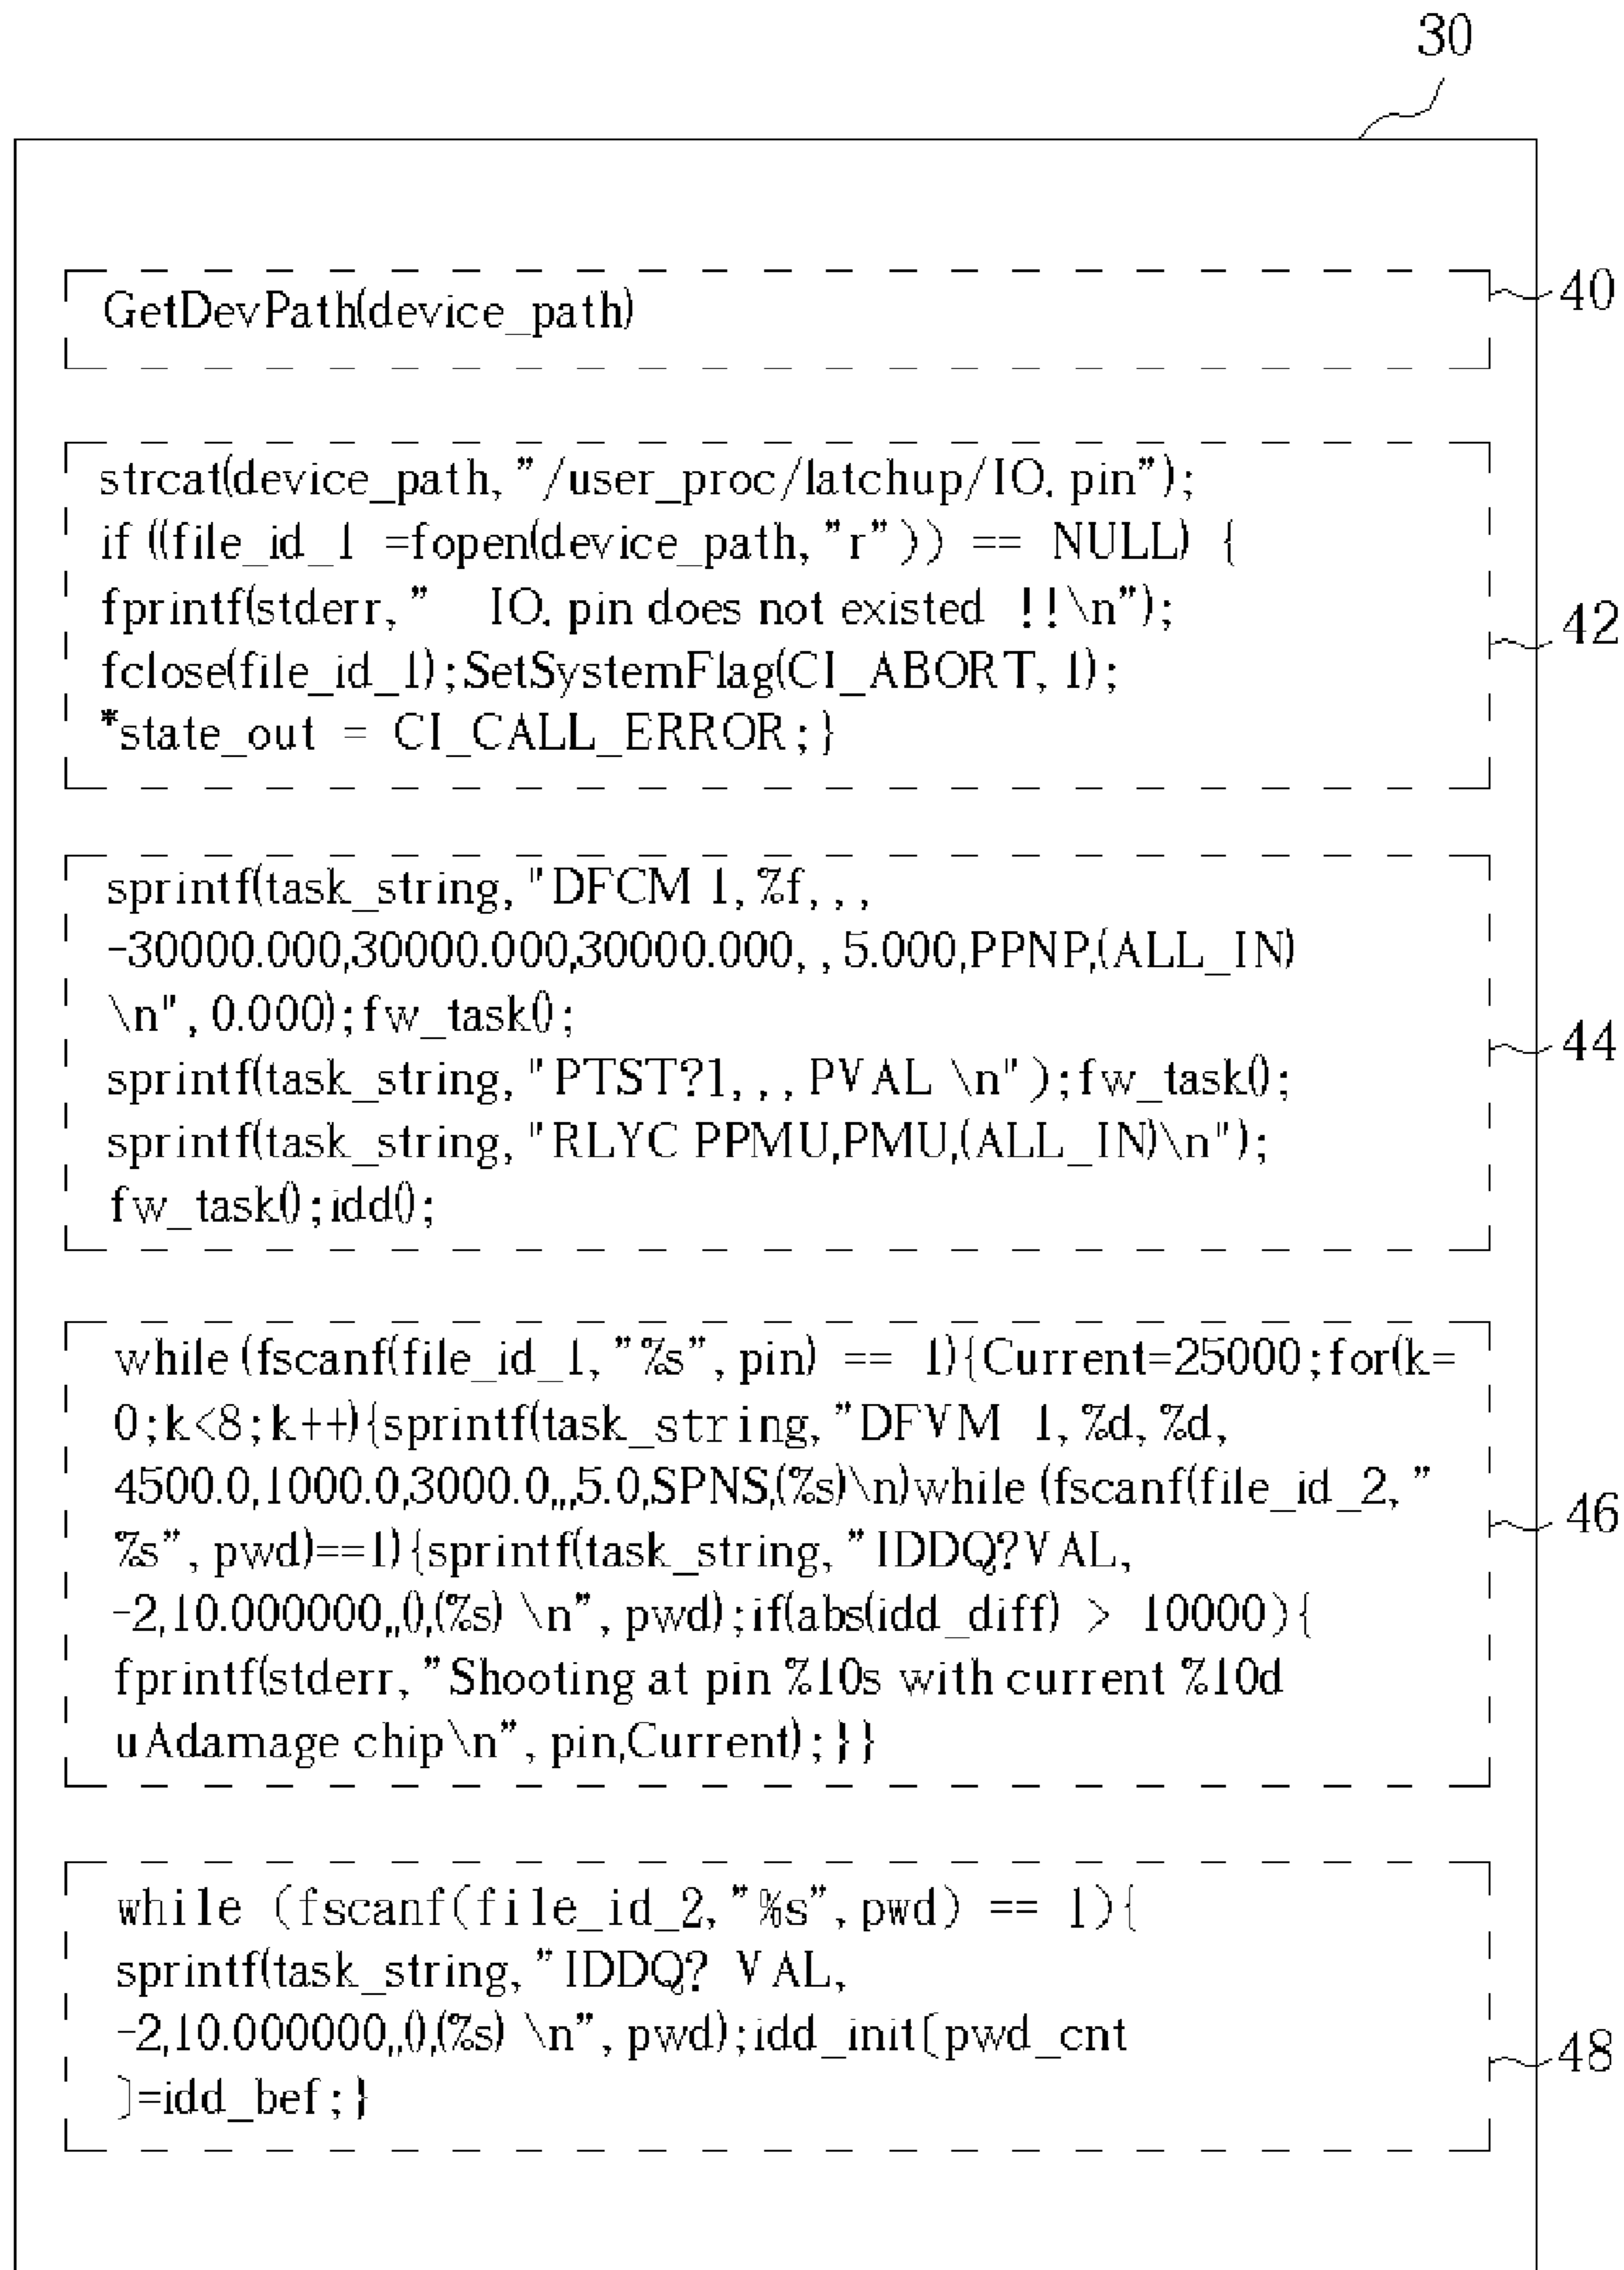 30
GetDevPath(device_path)
40
strcat(device_path,"/user_proc/latchup/IO.pin");
if ((file_id_1 =fopen(device_path,"r")) == NULL) {
fprintf(stderr,"   IO.pin does not existed !!\n");
fclose(file_id_1);SetSystemFlag(CI_ABORT,1);
*state_out = CI_CALL_ERROR;}
42
sprintf(task_string,"DFCM 1,%f,,,
-30000.000,30000.000,30000.000,,5.000,PPNP,(ALL_IN)
\n",0.000);fw_task();
sprintf(task_string,"PTST?1,,,PVAL \n");fw_task();
sprintf(task_string,"RLYC PPMU,PMU,(ALL_IN)\n");
fw_task();idd();
44
while (fscanf(file_id_1,"%s",pin) == 1){Current=25000;for(k=
0;k<8;k++){sprintf(task_string,"DFVM 1,%d,%d,
4500.0,1000.0,3000.0,,,5.0,SPNS,(%s)\n)while (fscanf(file_id_2,"
%s",pwd)==1){sprintf(task_string,"IDDQ?VAL,
-2,10.000000,,(),(%s) \n",pwd);if(abs(idd_diff) > 10000){
fprintf(stderr,"Shooting at pin %10s with current %10d
uAdamage chip\n",pin,Current);}}
46
while (fscanf(file_id_2,"%s",pwd) == 1){
sprintf(task_string,"IDDQ? VAL,
-2,10.000000,,(),(%s) \n",pwd);idd_init[pwd_cnt
]=idd_bef;}
48